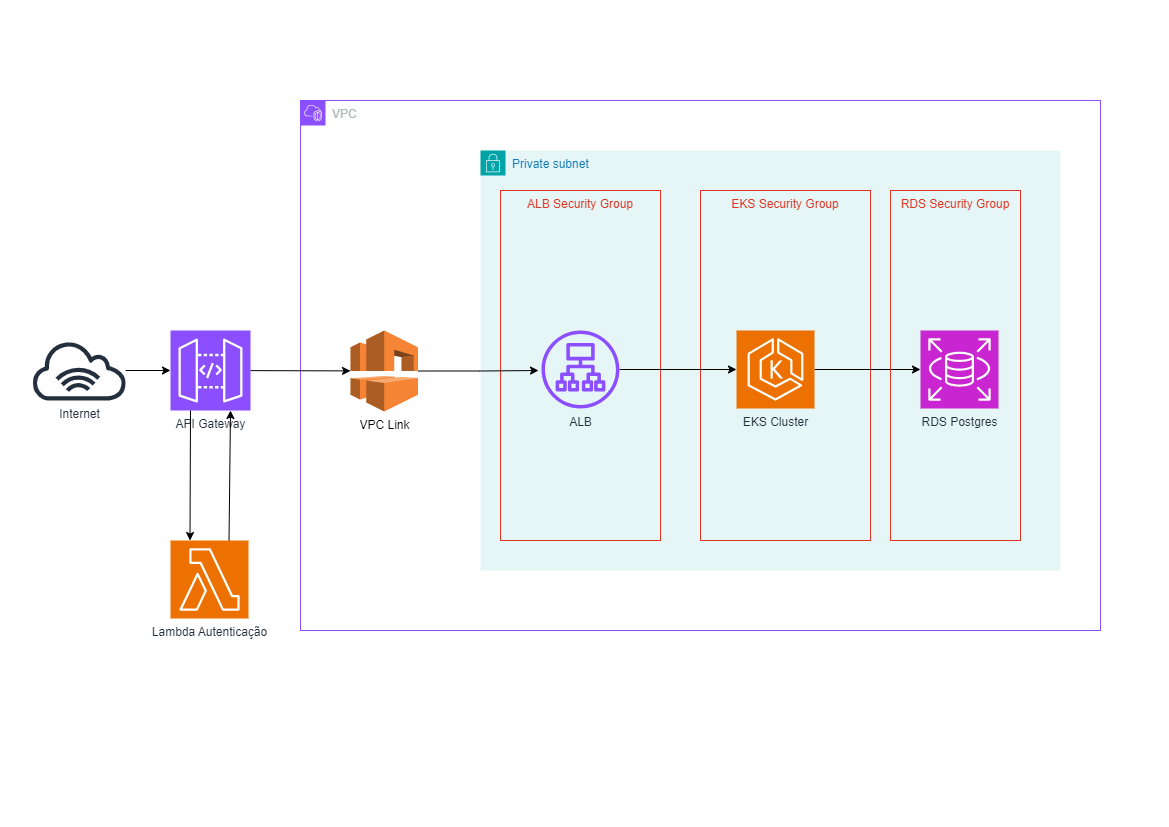 VPC
Private subnet
ALB Security Group
EKS Security Group
RDS Security Group
Internet
API Gateway
</>
VPC Link
ALB
K
EKS Cluster
RDS Postgres
Lambda Autenticação